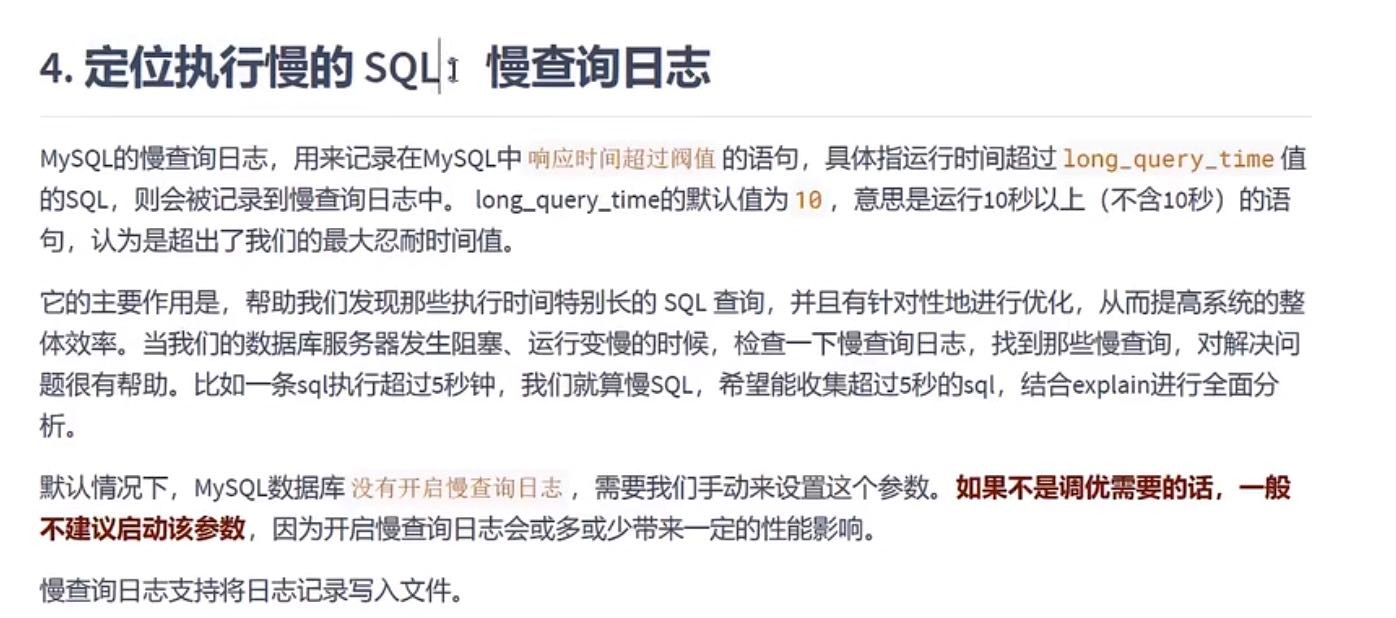 4. 定位执行慢的 SQL 慢查询日志
MySQL的慢查询日志，用来记录在MySQL中 响应时间超过阀值 的语句，具体指运行时间超过 long_query_time 值
的SQL，则会被记录到慢查询日志中。 long_query_time的默认值为 10 ，意思是运行10秒以上（不含10秒）的语
句，认为是超出了我们的最大忍耐时间值。
它的主要作用是，帮助我们发现那些执行时间特别长的 SQL 查询，并且有针对性地进行优化，从而提高系统的整
体效率。当我们的数据库服务器发生阻塞、运行变慢的时候，检查一下慢查询日志，找到那些慢查询，对解决问
题很有帮助。比如一条sql执行超过5秒钟，我们就算慢SQL，希望能收集超过5秒的sql，结合explain进行全面分
析。
默认情况下，MySQL数据库 没有开启慢查询日志 ，需要我们手动来设置这个参数。如果不是调优需要的话，一般
不建议启动该参数，因为开启慢查询日志会或多或少带来一定的性能影响。
慢查询日志支持将日志记录写入文件。